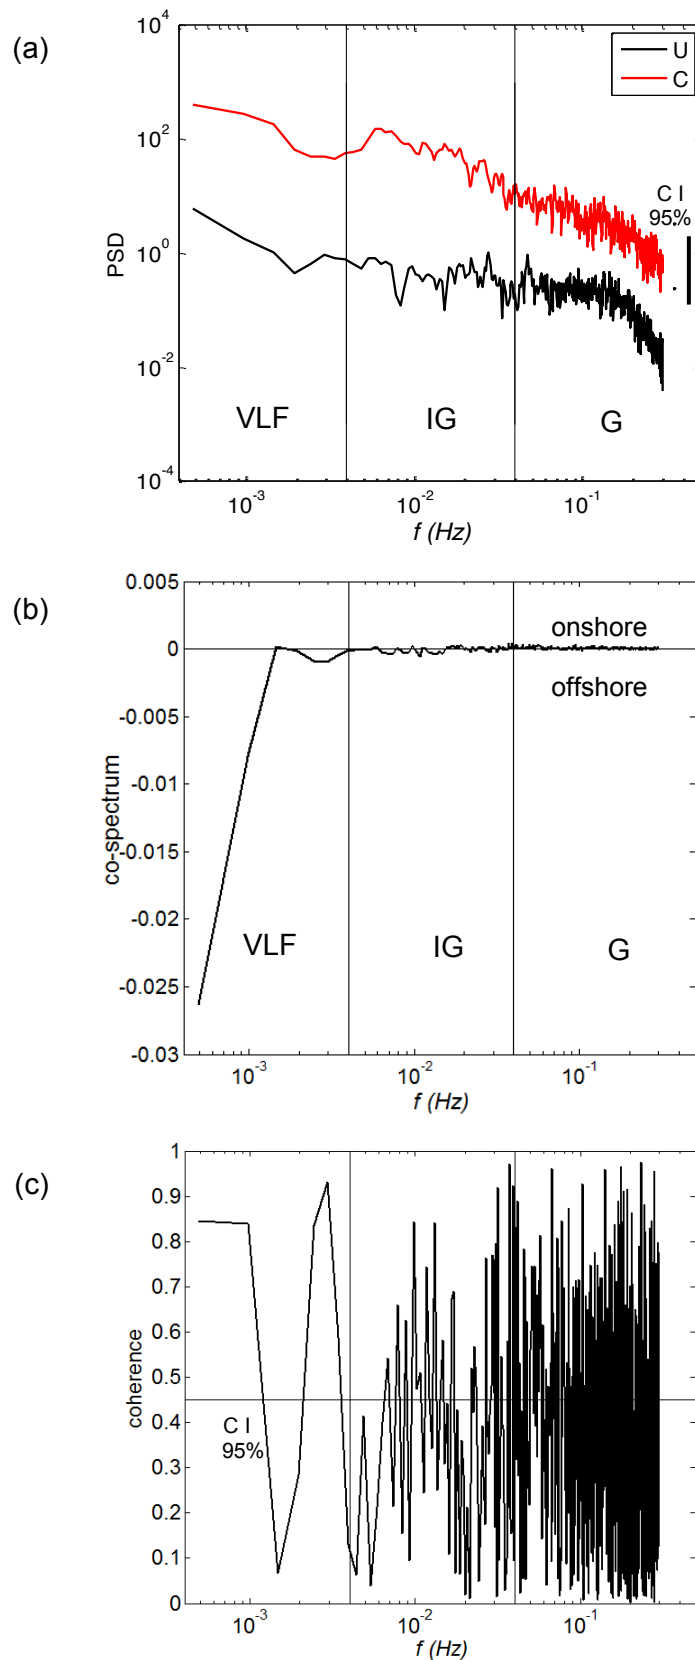 (a)
10^4
U
C
10^2
C I
95%
10^0
PSD
10^-2
VLF
IG
G
10^-4
10^-3
10^-2
10^-1
f (Hz)
(b)
0.005
onshore
0
offshore
-0.005
-0.01
co-spectrum
-0.015
-0.02
VLF
IG
G
-0.025
-0.03
10^-3
10^-2
10^-1
f (Hz)
(c)
1
0.9
0.8
0.7
0.6
coherence
0.5
0.4
C I
95%
0.3
0.2
0.1
0
10^-3
10^-2
10^-1
f (Hz)